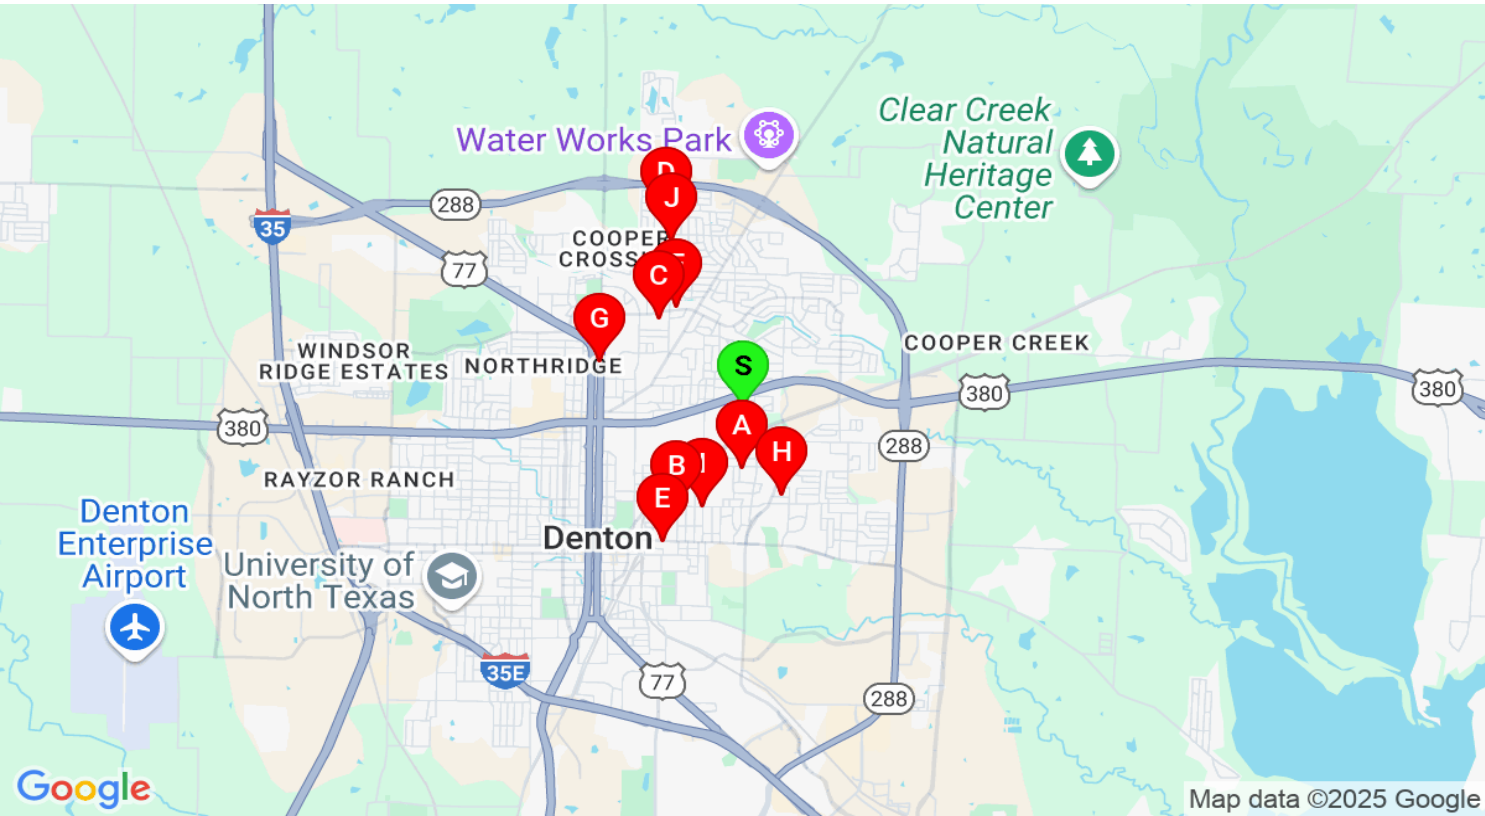 Clear Creek
Natural
Heritage
Center
Water Works Park
D
J
288
35
COOPER
77
C
G
COOPER CREEK
WINDSOR
RIDGE ESTATES
NORTHRIDGE
S
380
380
380
A
H
B
I
288
RAYZOR RANCH
E
Denton
Enterprise
Airport
Denton
University of
North Texas
35E
77
288
Google
Map data ©2025 Google